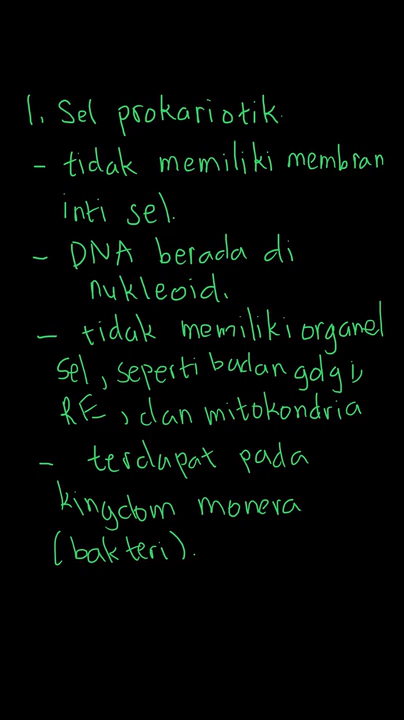 1. Sel prokariotik.
- tidak memiliki membran
inti sel.
- DNA berada di
nukleoid.
- tidak memiliki organel
sel, seperti badan golgi,
RE, dan mitokondria
- terdapat pada
kingdom monera
(bakteri).